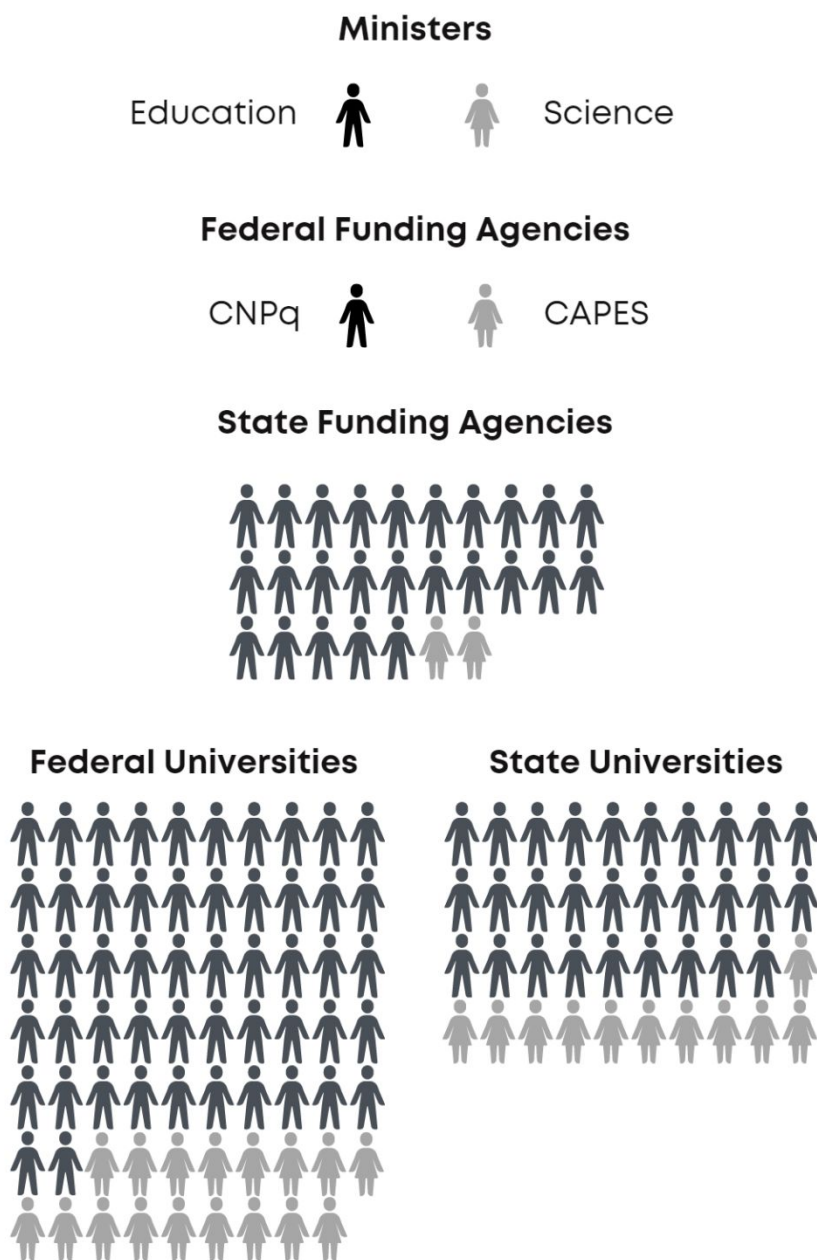 Ministers
Education Science
Federal Funding Agencies
CNPq CAPES
State Funding Agencies
Federal Universities State Universities